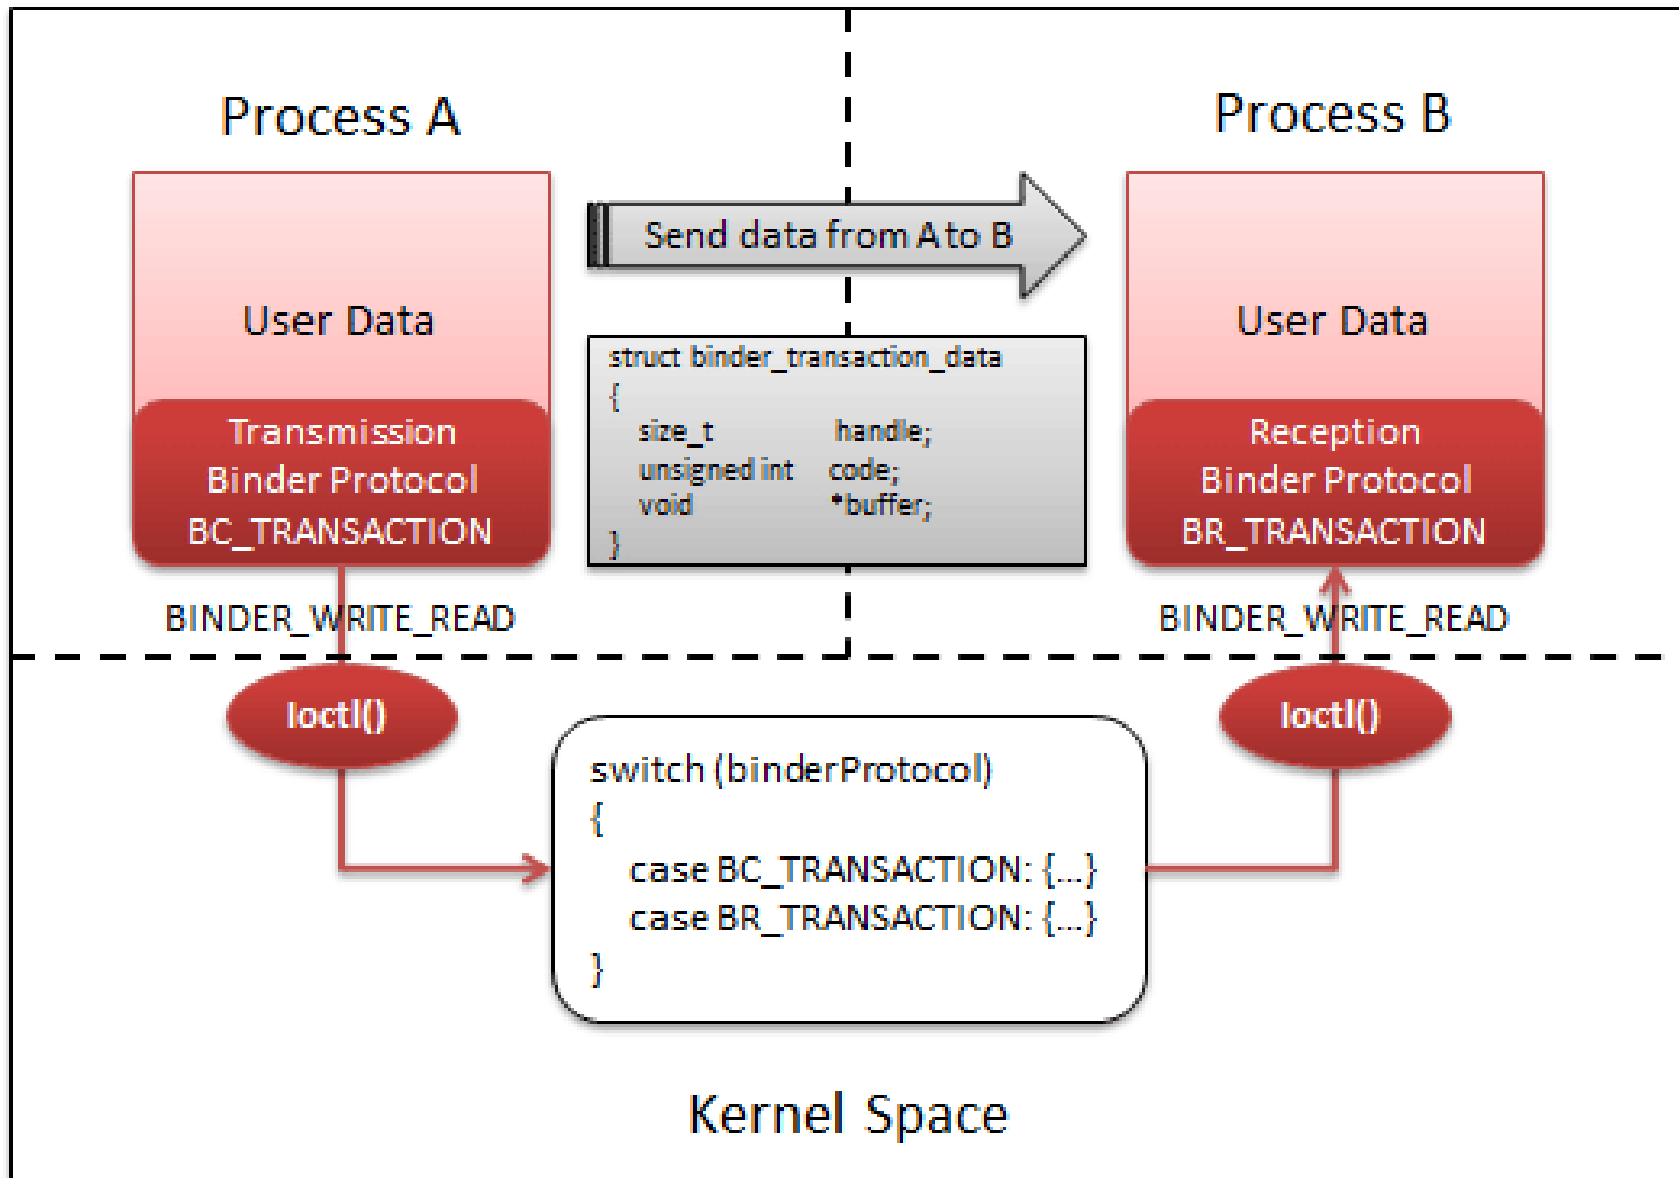 Process A
Process B
Send data from A to B
User Data
User Data
struct binder_transaction_data
{
size_t handle;
unsigned int code;
void *buffer;
}
Transmission
Binder Protocol
BC_TRANSACTION
Reception
Binder Protocol
BR_TRANSACTION
BINDER_WRITE_READ
BINDER_WRITE_READ
Ioctl()
Ioctl()
switch (binderProtocol)
{
case BC_TRANSACTION: {...}
case BR_TRANSACTION: {...}
}
Kernel Space